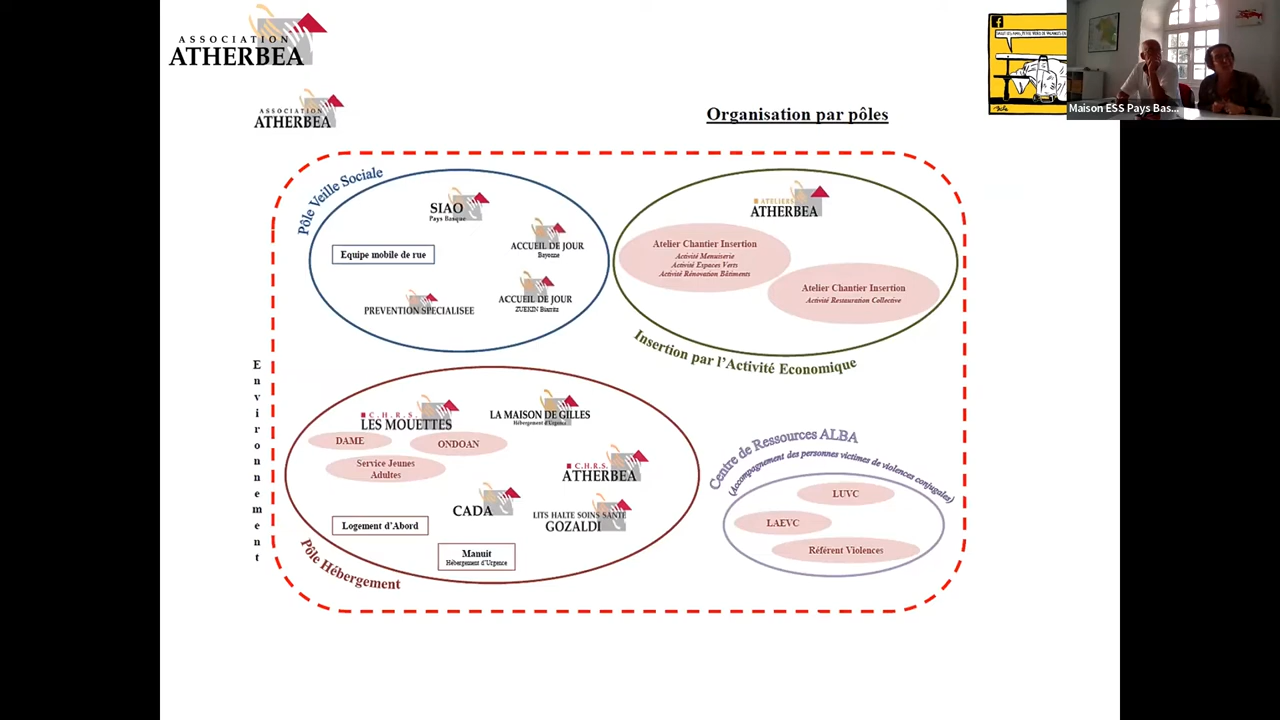 ASSOCIATION
ATHERBEA
ASSOCIATION
ATHERBEA
Organisation par pôles
Maison ESS Pays Bas...
Pôle Veille Sociale
SIAO
Pays Basque
Equipe mobile de rue
ACCUEIL DE JOUR
Bayonne
ACCUEIL DE JOUR
ZUEKIN Biarritz
PREVENTION SPECIALISEE
ATELIERS
ATHERBEA
Atelier Chantier Insertion
Activité Menuiserie
Activité Espaces Verts
Activité Rénovation Bâtiments
Atelier Chantier Insertion
Activité Restauration Collective
Insertion par l'Activité Economique
Environnement
C.H.R.S.
LES MOUETTES
DAME
ONDOAN
Service Jeunes
Adultes
LA MAISON DE GILLES
Hébergement d'Urgence
C.H.R.S.
ATHERBEA
CADA
LITS HALTE SOINS SANTÉ
GOZALDI
Logement d'Abord
Manuit
Hébergement d'Urgence
Pôle Hébergement
Centre de Ressources ALBA
(Accompagnement des personnes victimes de violences conjugales)
LUVC
LAEVC
Référent Violences